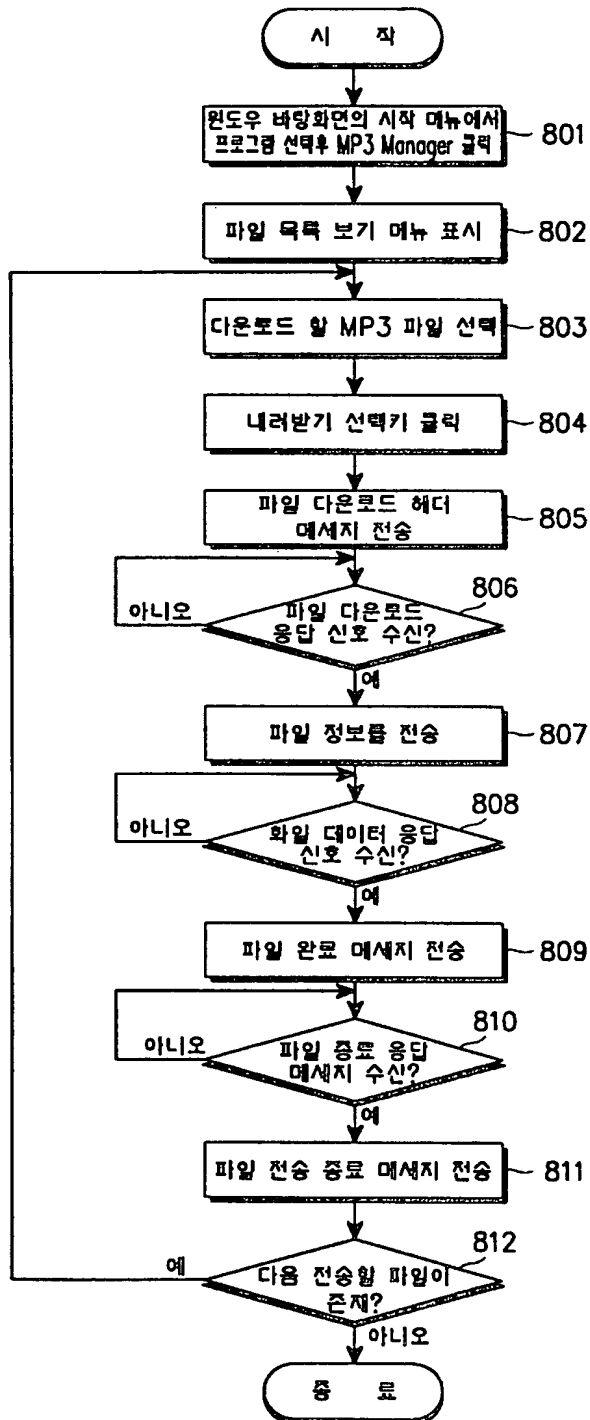 시 작
윈도우 바탕화면의 시작 메뉴에서
프로그램 선택후 MP3 Manager 클릭
801
파일 목록 보기 메뉴 표시
802
다운로드 할 MP3 파일 선택
803
내려받기 선택키 클릭
804
파일 다운로드 헤더
메세지 전송
805
806
파일 다운로드
응답 신호 수신?
아니오
예
파일 정보를 전송
807
808
화일 데이터 응답
신호 수신?
아니오
예
파일 완료 메세지 전송
809
810
파일 종료 응답
메세지 수신?
아니오
예
파일 전송 종료 메세지 전송
811
812
다음 전송할 파일이
존재?
예
아니오
종 료